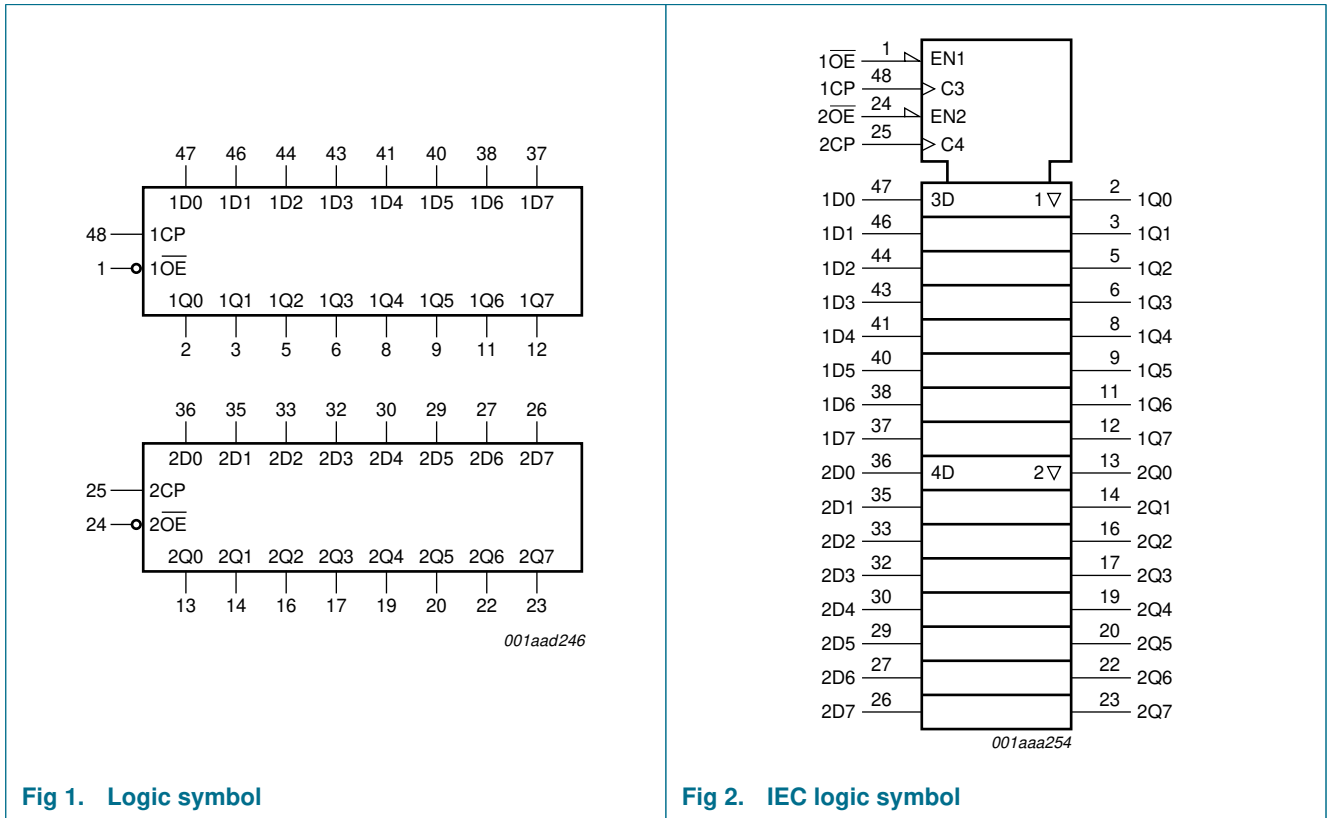 47 46 44 43 41 40 38 37
1D0 1D1 1D2 1D3 1D4 1D5 1D6 1D7
48 1CP
1 1O̅E̅
1Q0 1Q1 1Q2 1Q3 1Q4 1Q5 1Q6 1Q7
2 3 5 6 8 9 11 12
36 35 33 32 30 29 27 26
2D0 2D1 2D2 2D3 2D4 2D5 2D6 2D7
25 2CP
24 2O̅E̅
2Q0 2Q1 2Q2 2Q3 2Q4 2Q5 2Q6 2Q7
13 14 16 17 19 20 22 23
001aad246
Fig 1. Logic symbol
1O̅E̅ 1 EN1
1CP 48 C3
2O̅E̅ 24 EN2
2CP 25 C4
1D0 47 3D 1▽ 2 1Q0
1D1 46 3 1Q1
1D2 44 5 1Q2
1D3 43 6 1Q3
1D4 41 8 1Q4
1D5 40 9 1Q5
1D6 38 11 1Q6
1D7 37 12 1Q7
2D0 36 4D 2▽ 13 2Q0
2D1 35 14 2Q1
2D2 33 16 2Q2
2D3 32 17 2Q3
2D4 30 19 2Q4
2D5 29 20 2Q5
2D6 27 22 2Q6
2D7 26 23 2Q7
001aaa254
Fig 2. IEC logic symbol